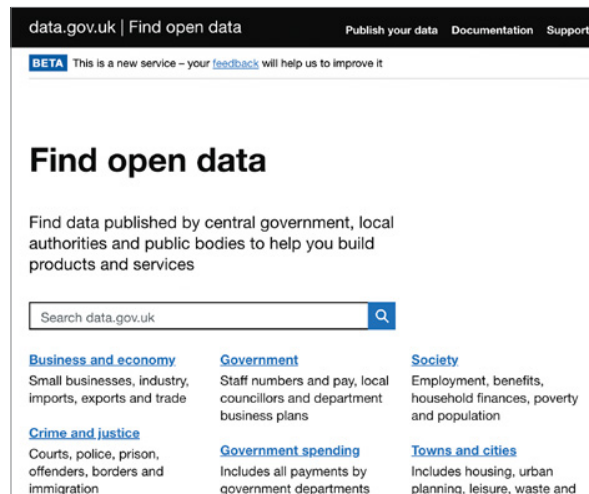 data.gov.uk | Find open data
Publish your data Documentation Support
BETA This is a new service – your feedback will help us to improve it
Find open data
Find data published by central government, local
authorities and public bodies to help you build
products and services
Search data.gov.uk
Business and economy
Small businesses, industry,
imports, exports and trade
Crime and justice
Courts, police, prison,
offenders, borders and
immigration
Government
Staff numbers and pay, local
councillors and department
business plans
Government spending
Includes all payments by
government departments
Society
Employment, benefits,
household finances, poverty
and population
Towns and cities
Includes housing, urban
planning, leisure, waste and